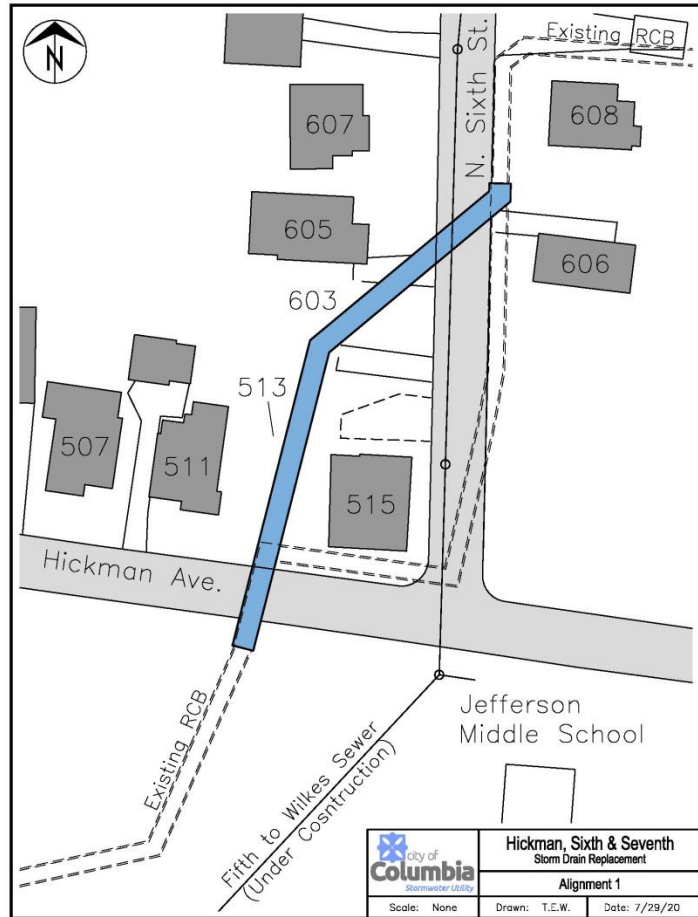 N
Existing RCB
607
N. Sixth St.
608
605
606
603
513
507
511
515
Hickman Ave.
Existing RCB
Fifth to Wilkes Sewer
(Under Cosntruction)
Jefferson
Middle School
city of
Columbia
Stormwater Utility
Hickman, Sixth & Seventh
Storm Drain Replacement
Alignment 1
Scale: None
Drawn: T.E.W.
Date: 7/29/20